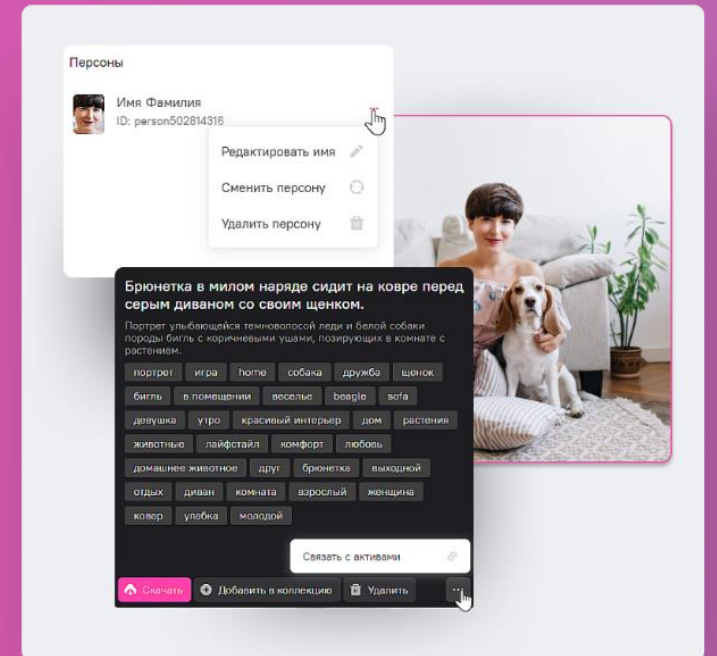 Персоны
Имя Фамилия
ID: person502814316
Редактировать имя
Сменить персону
Удалить персону
Брюнетка в милом наряде сидит на ковре перед
серым диваном со своим щенком.
Портрет улыбающейся темноволосой леди и белой собаки
породы бигль с коричневыми ушами, позирующих в комнате с
растением.
портрет игра home собака дружба щенок
бигль в помещении веселье beagle sofa
девушка утро красивый интерьер дом растения
животные лайфстайл комфорт любовь
домашнее животное друг брюнетка выходной
отдых диван комната взрослый женщина
ковер улыбка молодой
Связать с активами
Скачать Добавить в коллекцию Удалить